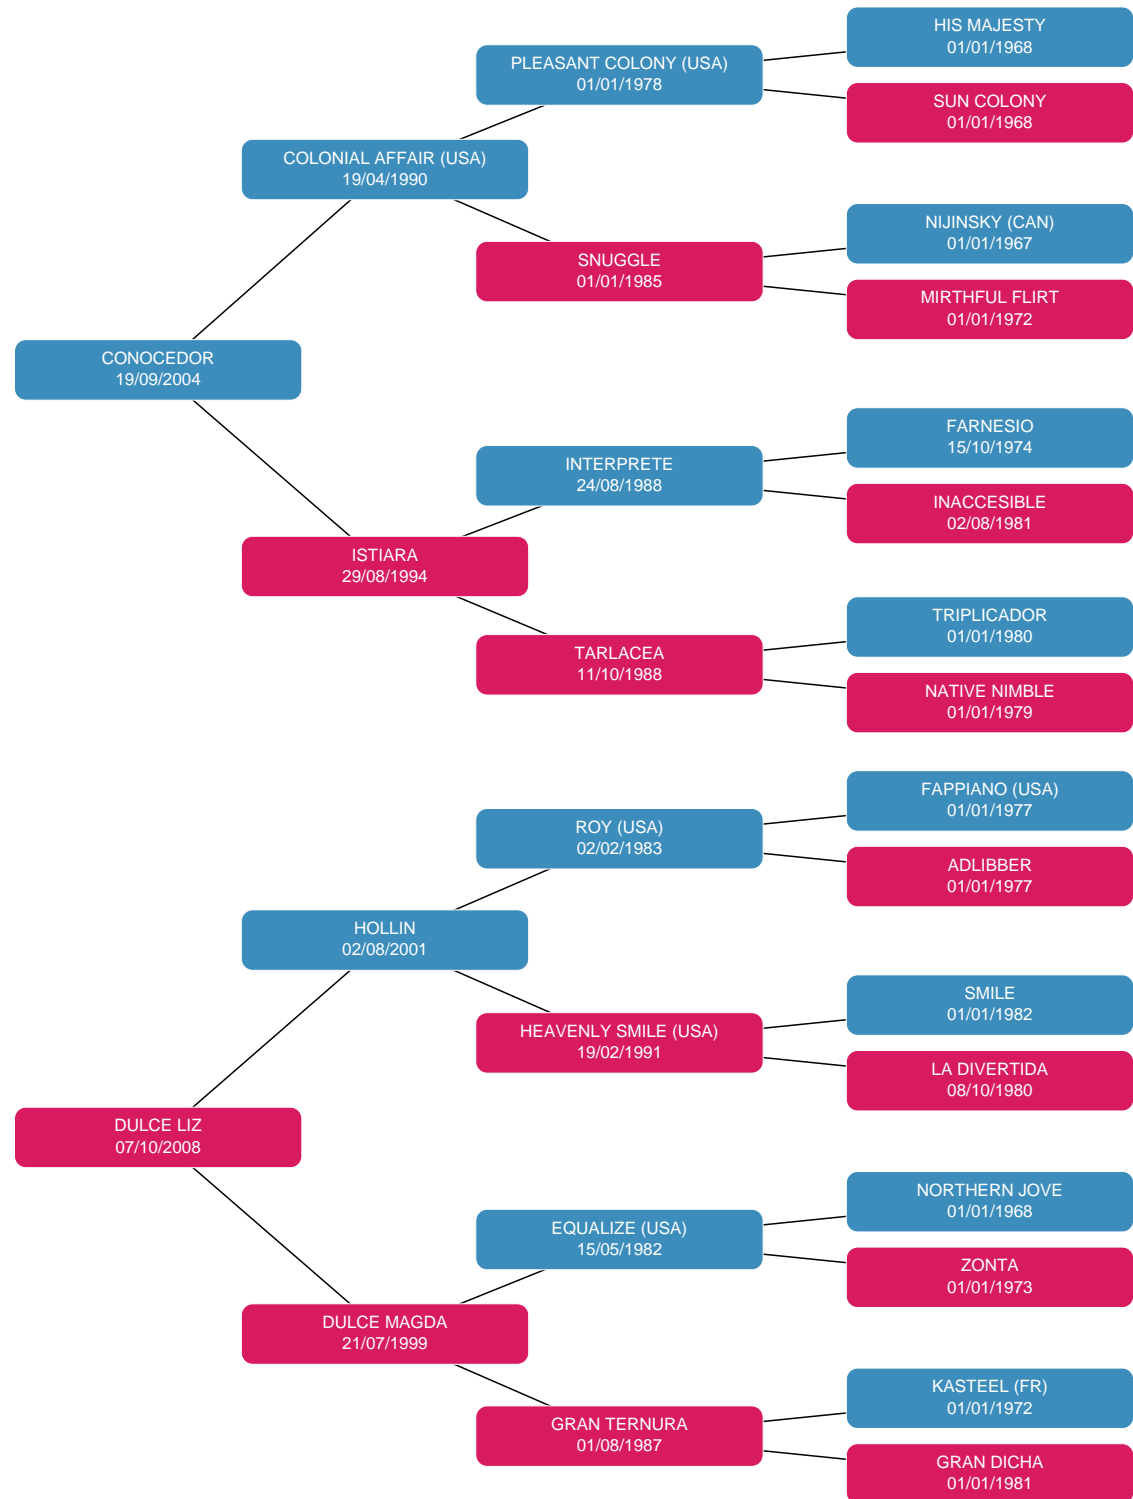 HIS MAJESTY
01/01/1968
PLEASANT COLONY (USA)
01/01/1978
SUN COLONY
01/01/1968
COLONIAL AFFAIR (USA)
19/04/1990
NIJINSKY (CAN)
01/01/1967
SNUGGLE
01/01/1985
MIRTHFUL FLIRT
01/01/1972
CONOCEDOR
19/09/2004
FARNESIO
15/10/1974
INTERPRETE
24/08/1988
INACCESIBLE
02/08/1981
ISTIARA
29/08/1994
TRIPLICADOR
01/01/1980
TARLACEA
11/10/1988
NATIVE NIMBLE
01/01/1979
FAPPIANO (USA)
01/01/1977
ROY (USA)
02/02/1983
ADLIBBER
01/01/1977
HOLLIN
02/08/2001
SMILE
01/01/1982
HEAVENLY SMILE (USA)
19/02/1991
LA DIVERTIDA
08/10/1980
DULCE LIZ
07/10/2008
NORTHERN JOVE
01/01/1968
EQUALIZE (USA)
15/05/1982
ZONTA
01/01/1973
DULCE MAGDA
21/07/1999
KASTEEL (FR)
01/01/1972
GRAN TERNURA
01/08/1987
GRAN DICHA
01/01/1981